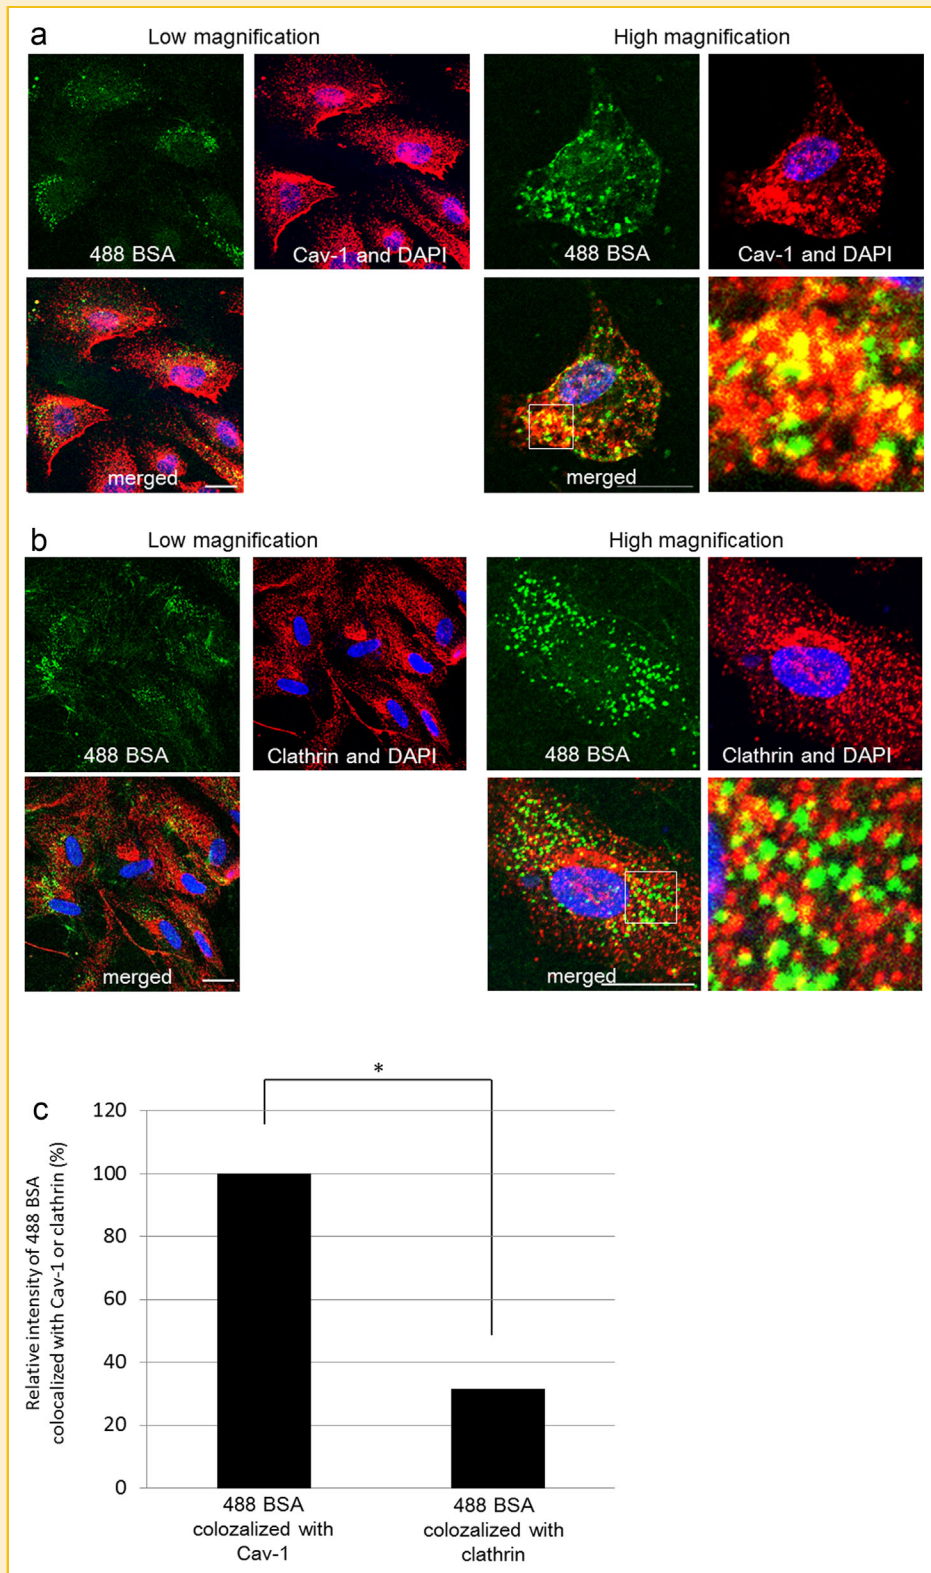 a
Low magnification
High magnification
488 BSA
Cav-1 and DAPI
488 BSA
Cav-1 and DAPI
merged
merged
b
Low magnification
High magnification
488 BSA
Clathrin and DAPI
488 BSA
Clathrin and DAPI
merged
merged
c
*
Relative intensity of 488 BSA
colocalized with Cav-1 or clathrin (%)
120
100
80
60
40
20
0
488 BSA
colozalized with
Cav-1
488 BSA
colozalized with
clathrin